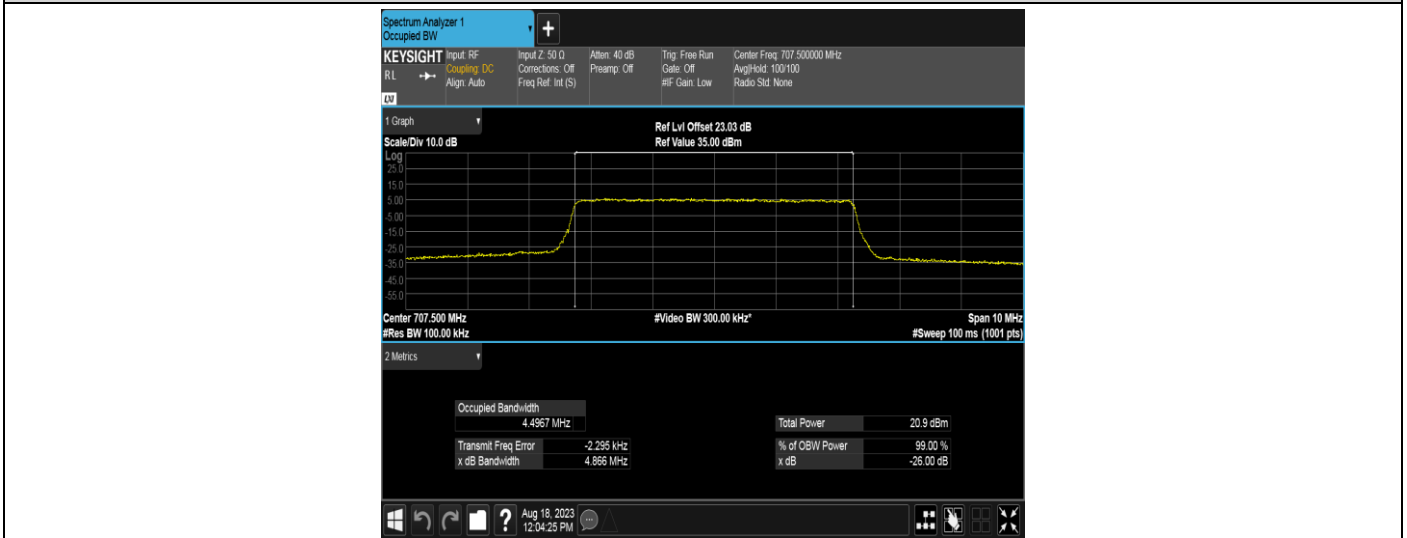 Spectrum Analyzer 1
Occupied BW
+
KEYSIGHT
RL
LXI
Input: RF
Coupling: DC
Align: Auto
Input Z: 50 Ω
Corrections: Off
Freq Ref: Int (S)
Atten: 40 dB
Preamp: Off
Trig: Free Run
Gate: Off
#IF Gain: Low
Center Freq: 707.500000 MHz
Avg|Hold: 100/100
Radio Std: None
1 Graph
Scale/Div 10.0 dB
Ref Lvl Offset 23.03 dB
Ref Value 35.00 dBm
Log
25.0
15.0
5.00
-5.00
-15.0
-25.0
-35.0
-45.0
-55.0
Center 707.500 MHz
#Video BW 300.00 kHz*
Span 10 MHz
#Res BW 100.00 kHz
#Sweep 100 ms (1001 pts)
2 Metrics
Occupied Bandwidth
4.4967 MHz
Total Power 20.9 dBm
Transmit Freq Error -2.295 kHz
% of OBW Power 99.00 %
x dB Bandwidth 4.866 MHz
x dB -26.00 dB
?
Aug 18, 2023
12:04:25 PM